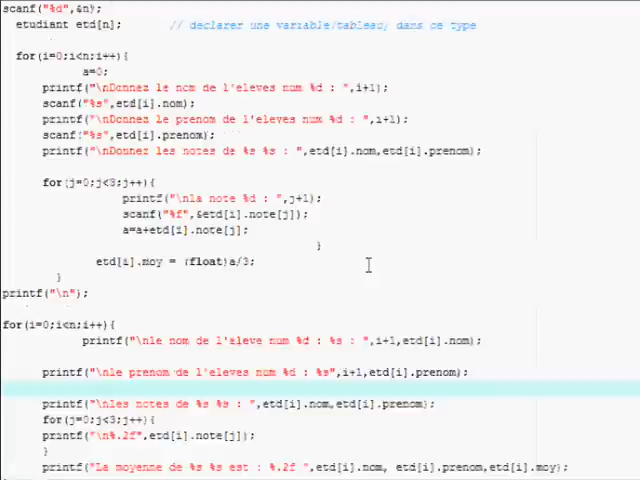 scanf("%d",&n);
etudiant etd[n];        // declarer une variable/tableau/ dans ce type
for(i=0;i<n;i++){
a=0;
printf("\nDonnez le nom de l'eleves num %d : ",i+1);
scanf("%s",etd[i].nom);
printf("\nDonnez le prenom de l'eleves num %d : ",i+1);
scanf("%s",etd[i].prenom);
printf("\nDonnez les notes de %s %s : ",etd[i].nom,etd[i].prenom);
for(j=0;j<3;j++){
printf("\nla note %d : ",j+1);
scanf("%f",&etd[i].note[j]);
a=a+etd[i].note[j];
}
etd[i].moy = (float)a/3;
}
printf("\n");
for(i=0;i<n;i++){
printf("\nle nom de l'eleve num %d : %s : ",i+1,etd[i].nom);
printf("\nle prenom de l'eleves num %d : %s",i+1,etd[i].prenom);
printf("\nles notes de %s %s : ",etd[i].nom,etd[i].prenom);
for(j=0;j<3;j++){
printf("\n%.2f",etd[i].note[j]);
}
printf("La moyenne de %s %s est : %.2f ",etd[i].nom, etd[i].prenom,etd[i].moy);